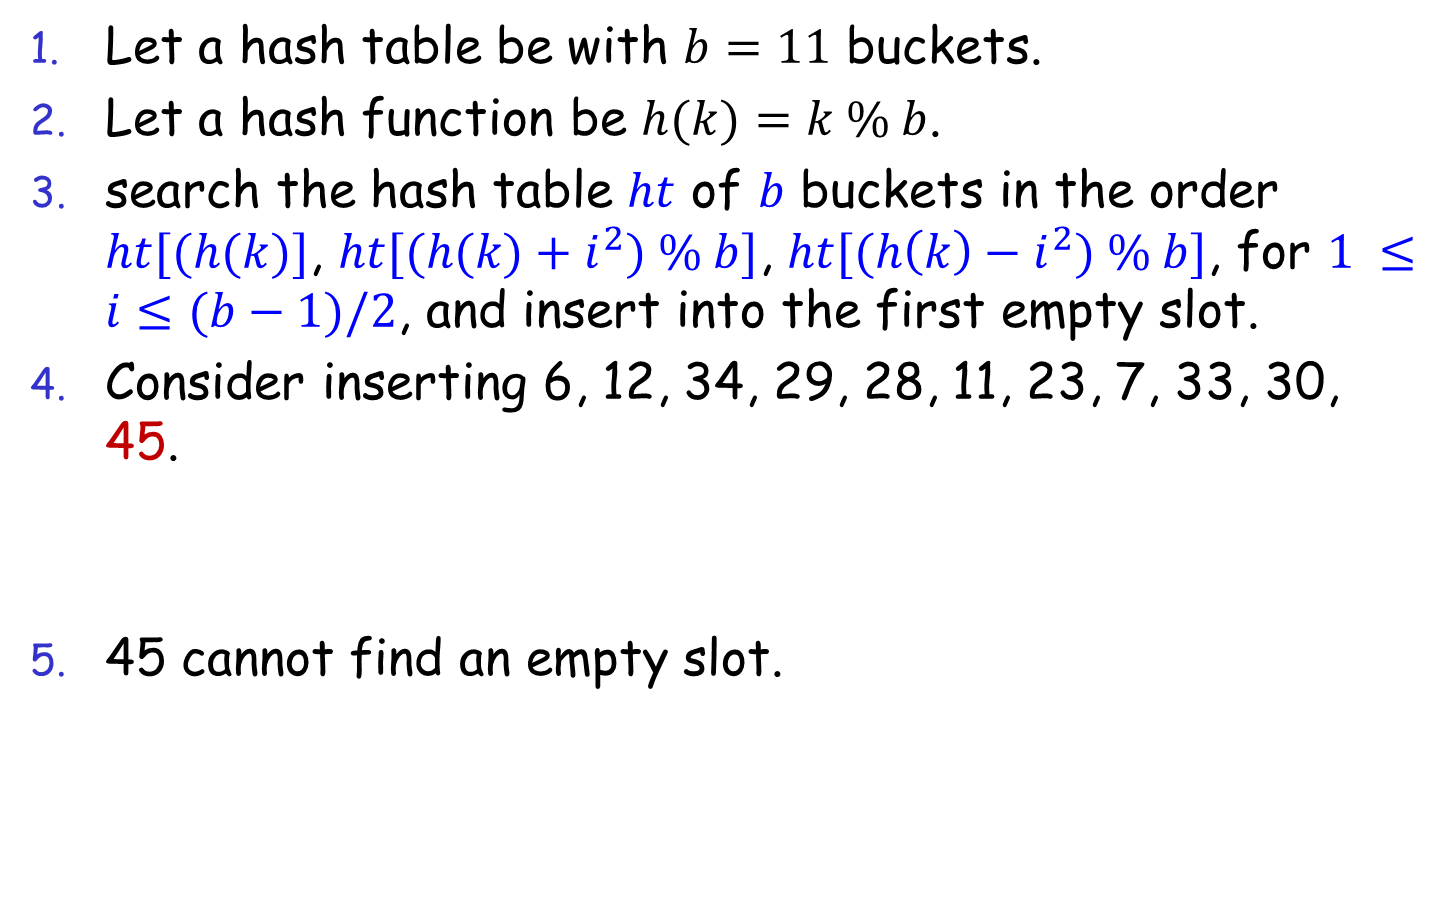 1. Let a hash table be with b = 11 buckets.
2. Let a hash function be h(k) = k % b.
3. search the hash table ht of b buckets in the order
ht[(h(k)], ht[(h(k) + i²) % b], ht[(h(k) − i²) % b], for 1 ≤
i ≤ (b − 1)/2, and insert into the first empty slot.
4. Consider inserting 6, 12, 34, 29, 28, 11, 23, 7, 33, 30,
45.
5. 45 cannot find an empty slot.